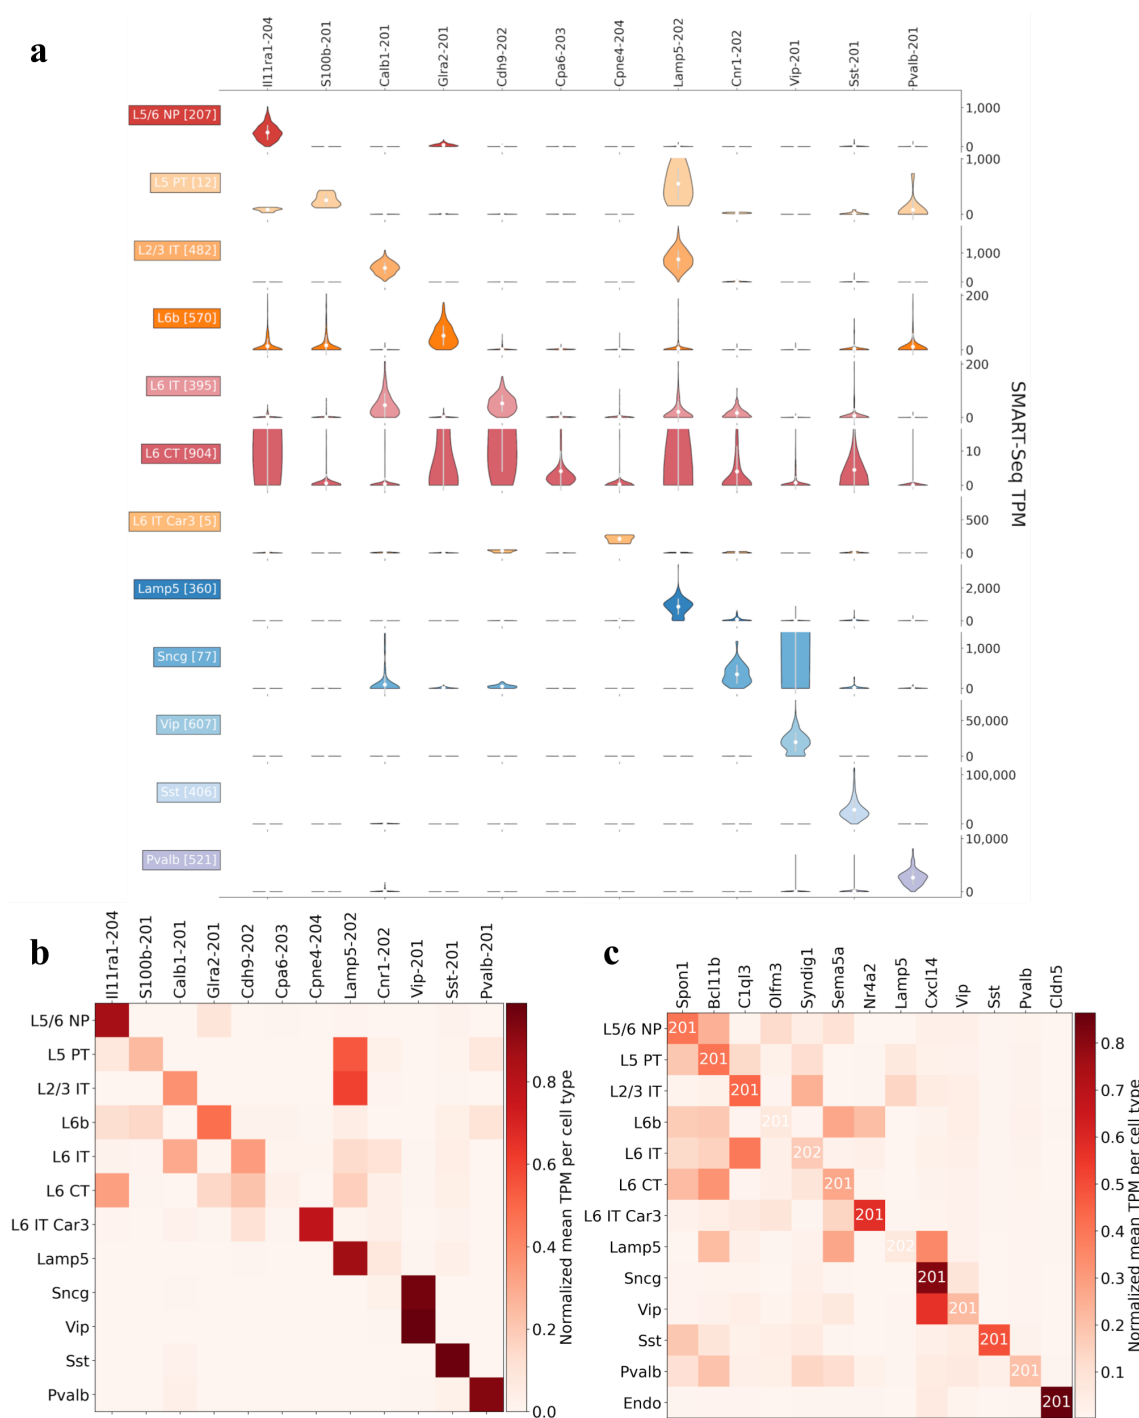 a
Il11ra1-204
S100b-201
Calb1-201
Glra2-201
Cdh9-202
Cpa6-203
Cpne4-204
Lamp5-202
Cnr1-202
Vip-201
Sst-201
Pvalb-201
L5/6 NP [207]
1,000
0
L5 PT [12]
1,000
0
L2/3 IT [482]
1,000
0
L6b [570]
200
0
L6 IT [395]
200
0
L6 CT [904]
10
0
L6 IT Car3 [5]
500
0
Lamp5 [360]
2,000
0
Sncg [77]
1,000
0
Vip [607]
50,000
0
Sst [406]
100,000
0
Pvalb [521]
10,000
0
SMART-Seq TPM
b
Il11ra1-204
S100b-201
Calb1-201
Glra2-201
Cdh9-202
Cpa6-203
Cpne4-204
Lamp5-202
Cnr1-202
Vip-201
Sst-201
Pvalb-201
L5/6 NP
L5 PT
L2/3 IT
L6b
L6 IT
L6 CT
L6 IT Car3
Lamp5
Sncg
Vip
Sst
Pvalb
0.8
0.6
0.4
0.2
0.0
Normalized mean TPM per cell type
c
Spon1
Bcl11b
C1ql3
Olfm3
Syndig1
Sema5a
Nr4a2
Lamp5
Cxcl14
Vip
Sst
Pvalb
Cldn5
L5/6 NP 201
L5 PT 201
L2/3 IT 201
L6b 201
L6 IT 202
L6 CT 201
L6 IT Car3 201
Lamp5 202
Sncg 201
Vip 201
Sst 201
Pvalb 201
Endo 201
0.8
0.7
0.6
0.5
0.4
0.3
0.2
0.1
Normalized mean TPM per cell type